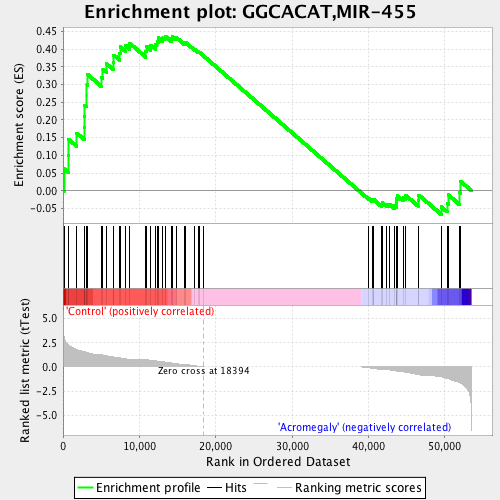 Enrichment plot: GGCACAT,MIR-455
Enrichment score (ES)
0.45
0.40
0.35
0.30
0.25
0.20
0.15
0.10
0.05
0.00
-0.05
'Control' (positively correlated)
Ranked list metric (tTest)
5.0
2.5
0.0
-2.5
-5.0
Zero cross at 18394
'Acromegaly' (negatively correlated)
0
10,000
20,000
30,000
40,000
50,000
Rank in Ordered Dataset
Enrichment profile
Hits
Ranking metric scores